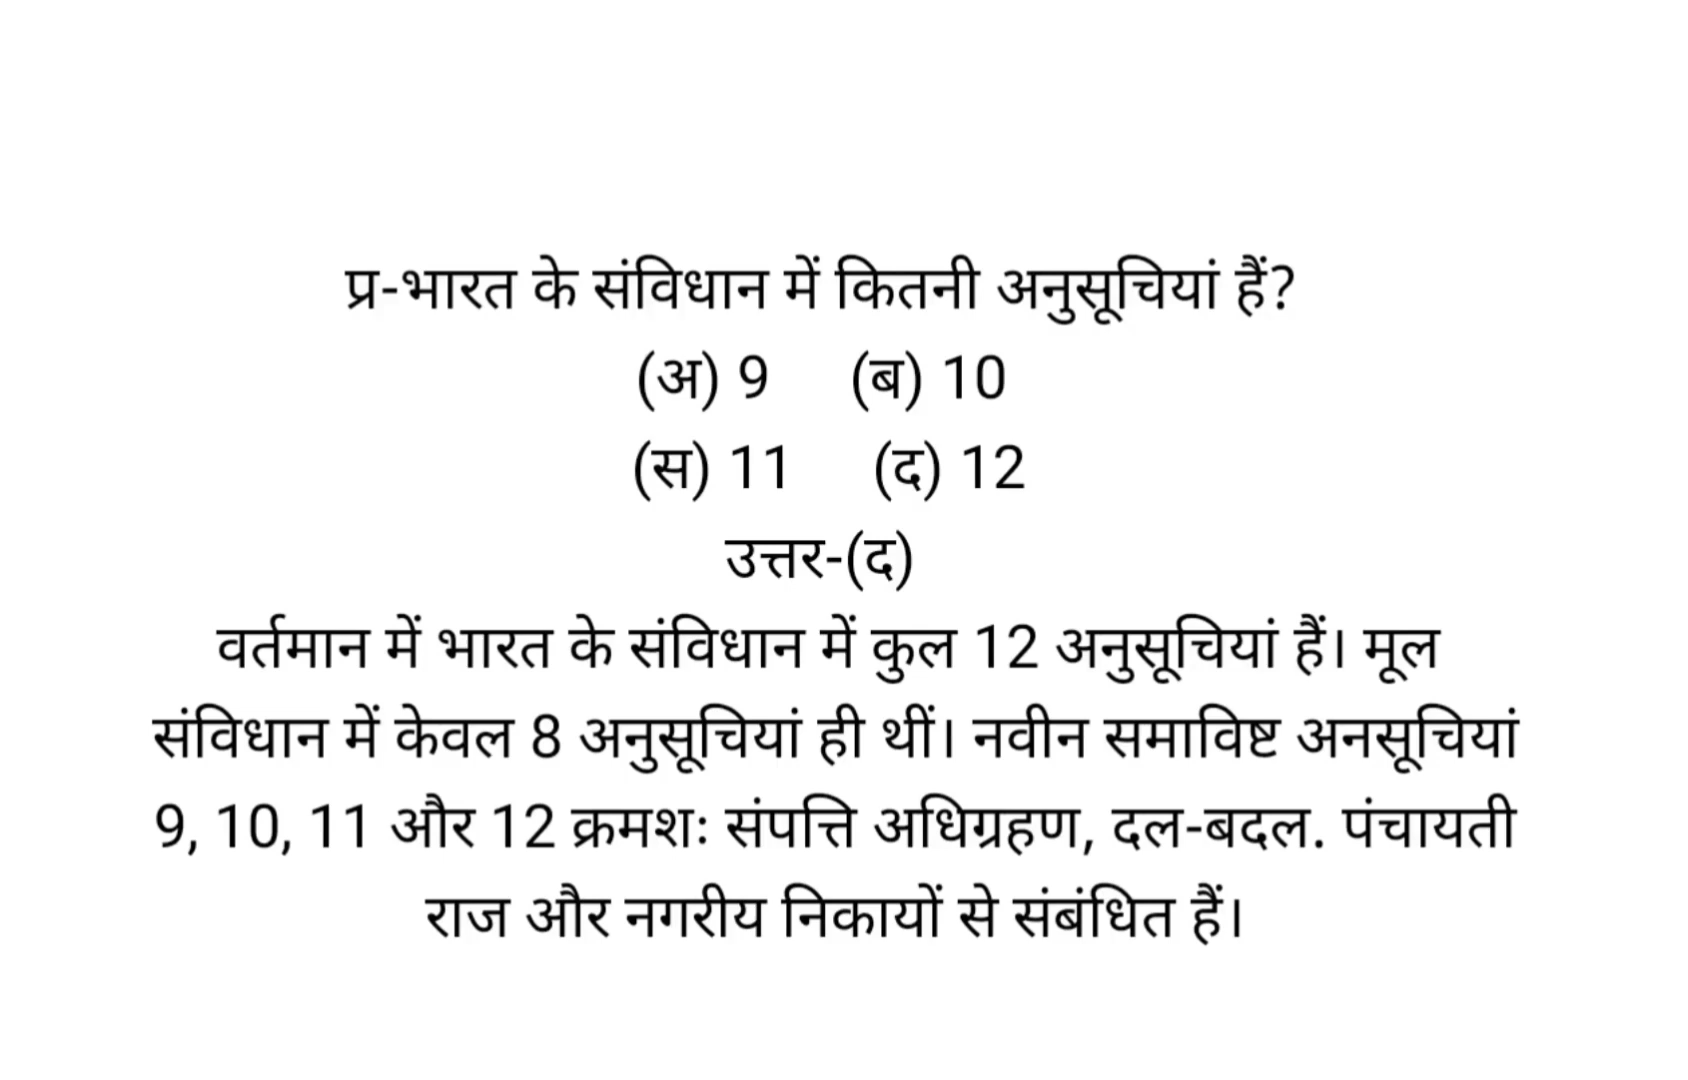 प्र-भारत के संविधान में कितनी अनुसूचियां हैं?
(अ) 9 (ब) 10
(स) 11 (द) 12
उत्तर-(द)
वर्तमान में भारत के संविधान में कुल 12 अनुसूचियां हैं। मूल
संविधान में केवल 8 अनुसूचियां ही थीं। नवीन समाविष्ट अनसूचियां
9, 10, 11 और 12 क्रमशः संपत्ति अधिग्रहण, दल-बदल. पंचायती
राज और नगरीय निकायों से संबंधित हैं।